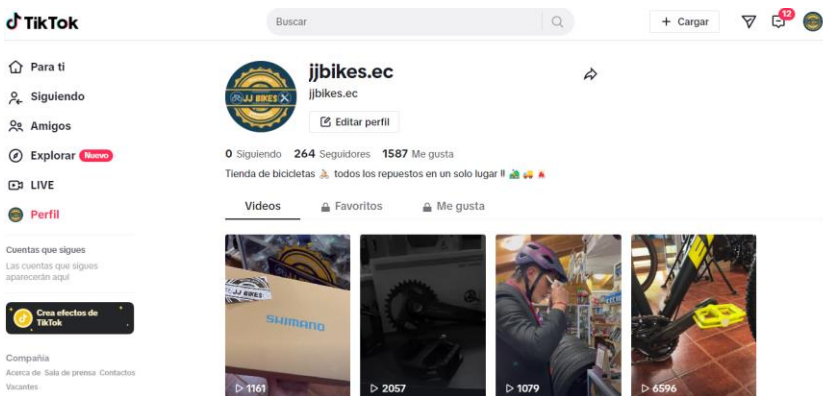 TikTok
Buscar
+ Cargar
12
Para ti
Siguiendo
Amigos
Explorar Nuevo
LIVE
Perfil
Cuentas que sigues
Las cuentas que sigues
aparecerán aquí
Crea efectos de
TikTok
Compañía
Acerca de Sala de prensa Contactos
Vacantes
JJ BIKES
jjbikes.ec
jjbikes.ec
Editar perfil
0 Siguiendo 264 Seguidores 1587 Me gusta
Tienda de bicicletas todos los repuestos en un solo lugar !!
Videos Favoritos Me gusta
JJ BIKES
SHIMANO
1161
2057
1079
6596